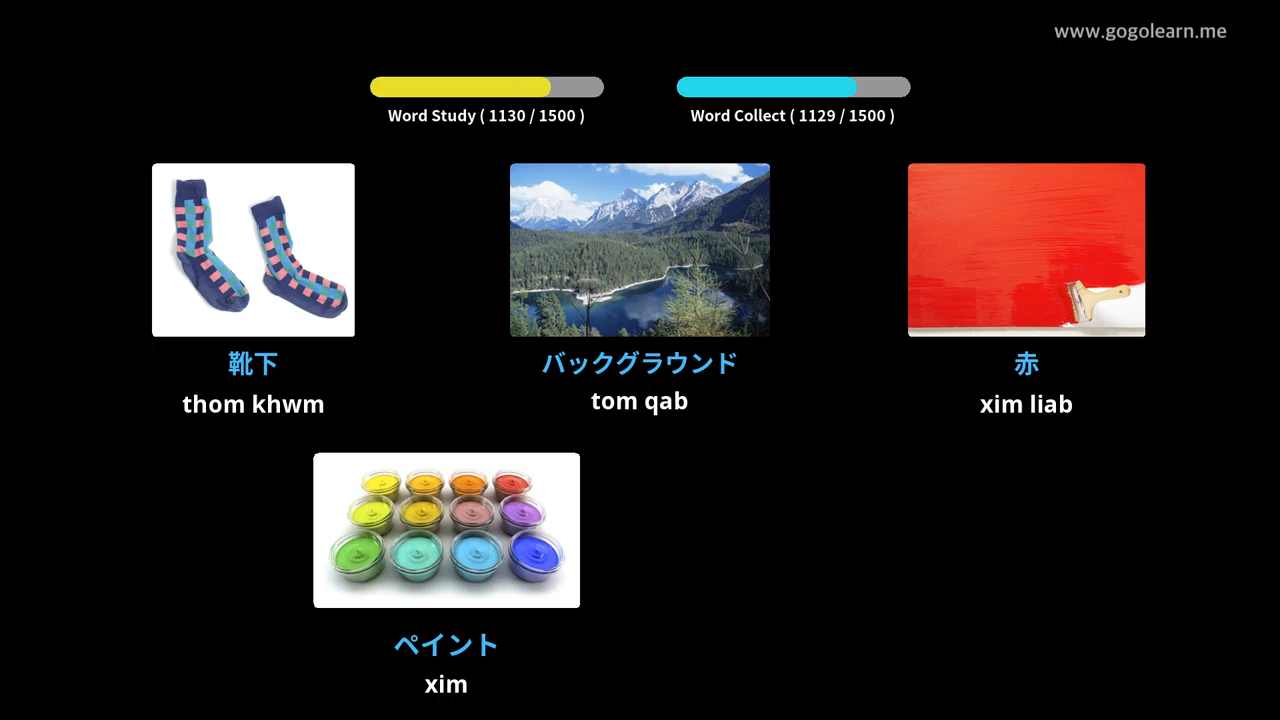 www.gogolearn.me
Word Study ( 1130 / 1500 )
Word Collect ( 1129 / 1500 )
靴下
thom khwm
バックグラウンド
tom qab
赤
xim liab
ペイント
xim